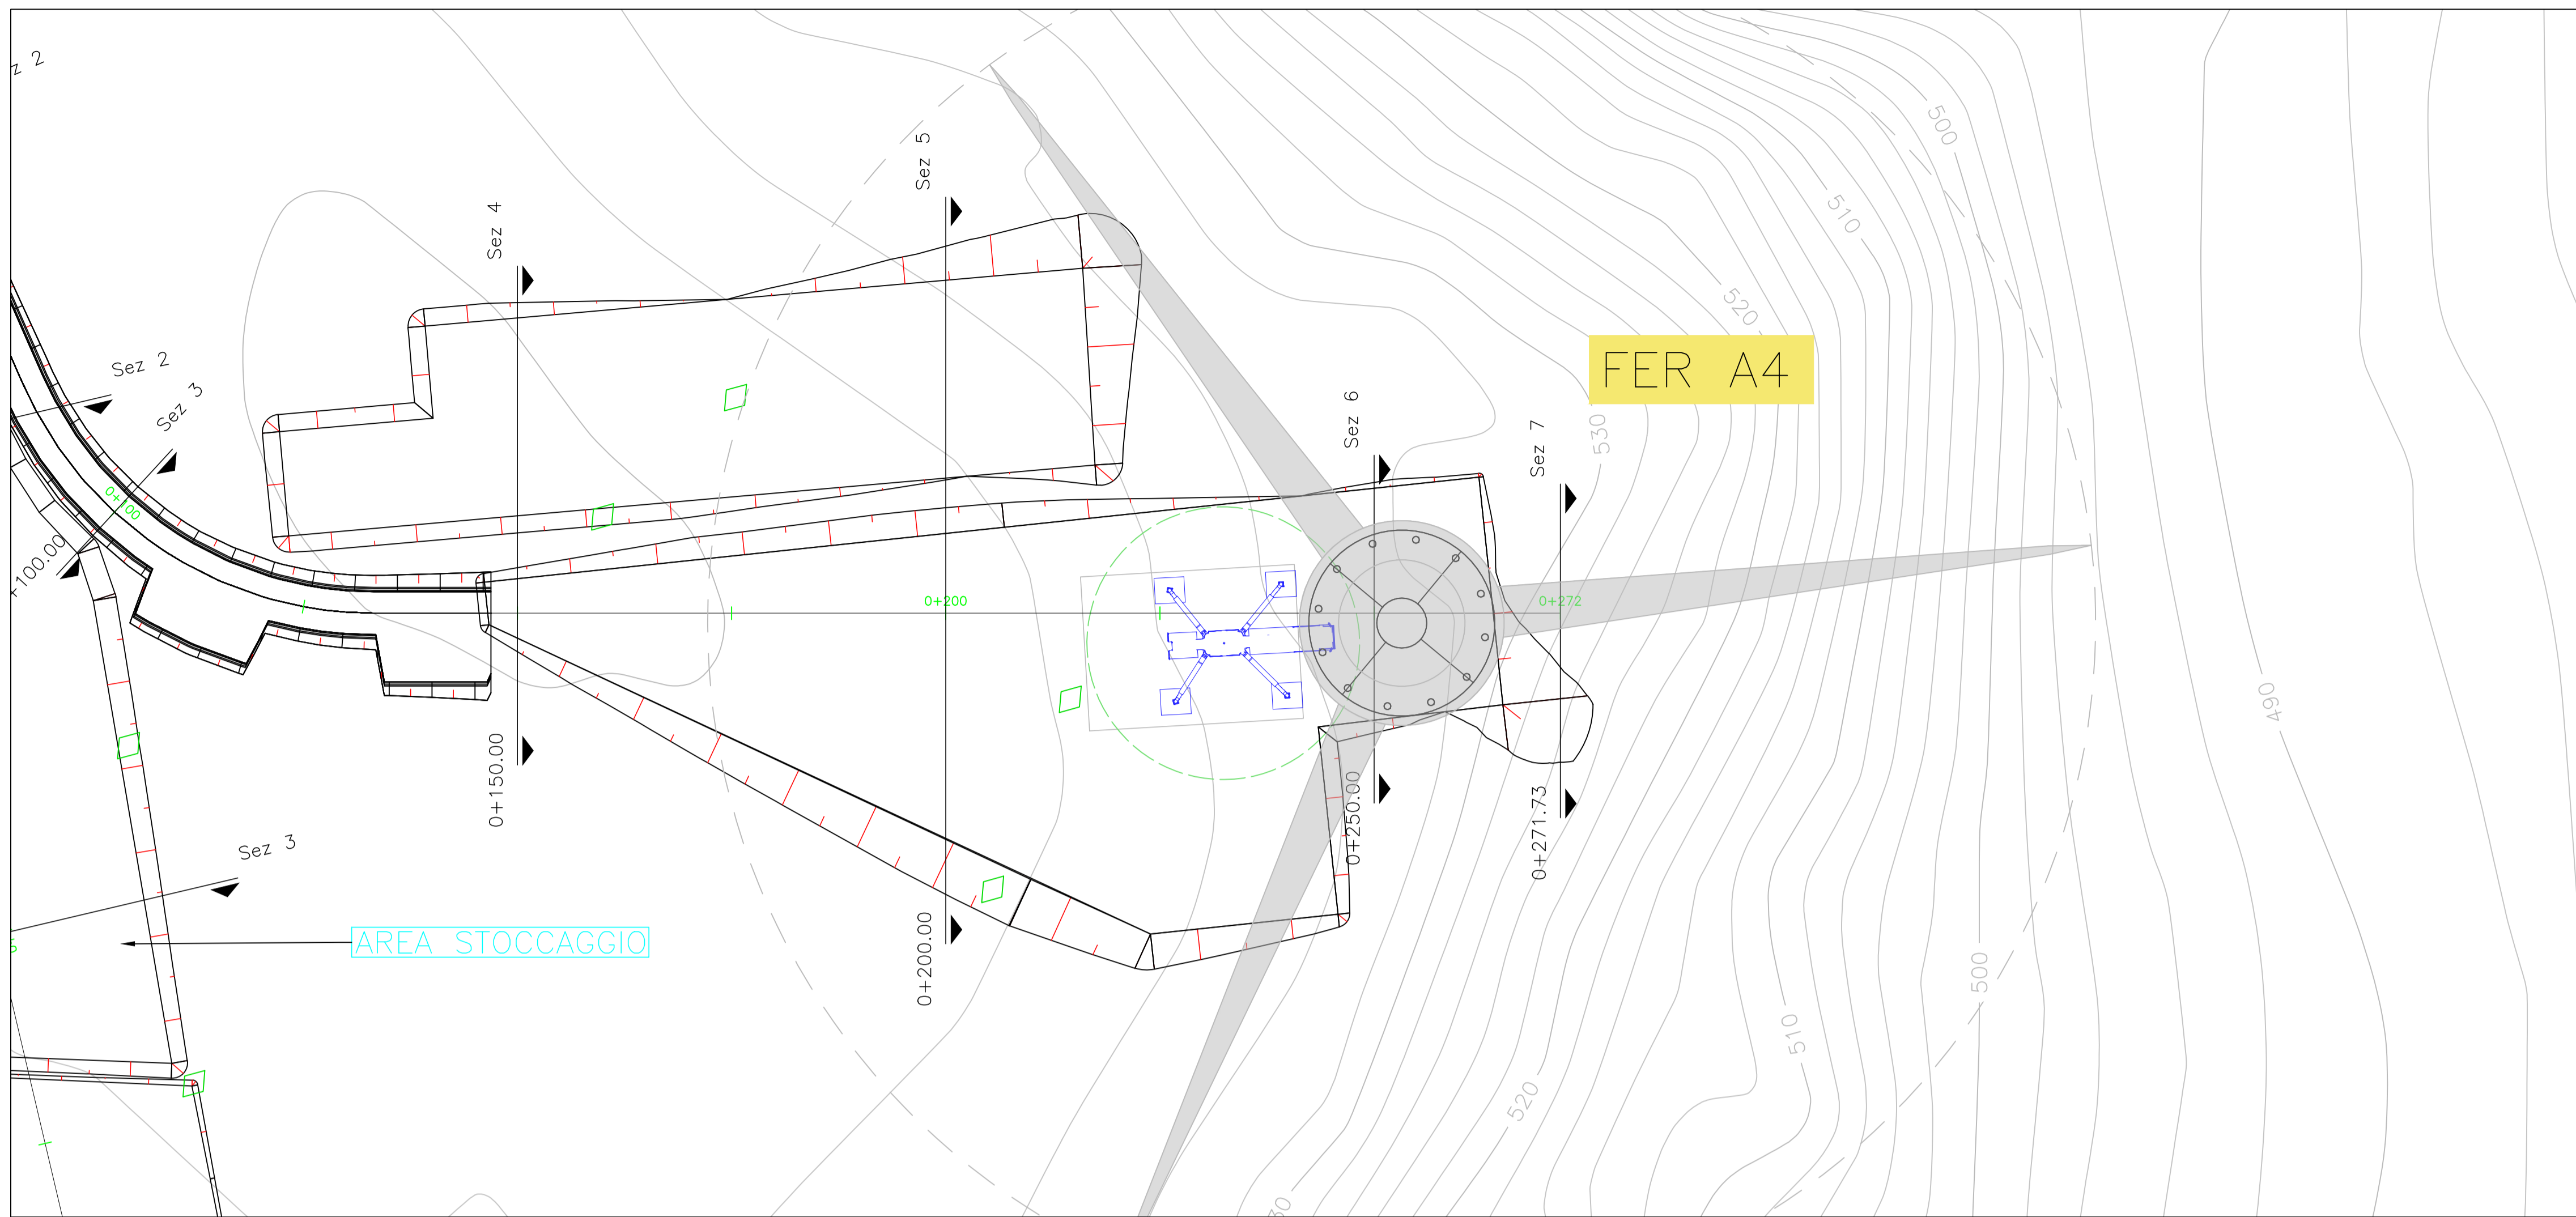 z 2
Sez 5
500
510
Sez 4
520
FER A4
Sez 2
Sez 3
Sez 6
530
Sez 7
0+100
+100.00
0+200
0+272
490
0+150.00
0+250.00
0+271.73
Sez 3
AREA STOCCAGGIO
0+200.00
500
510
520
30